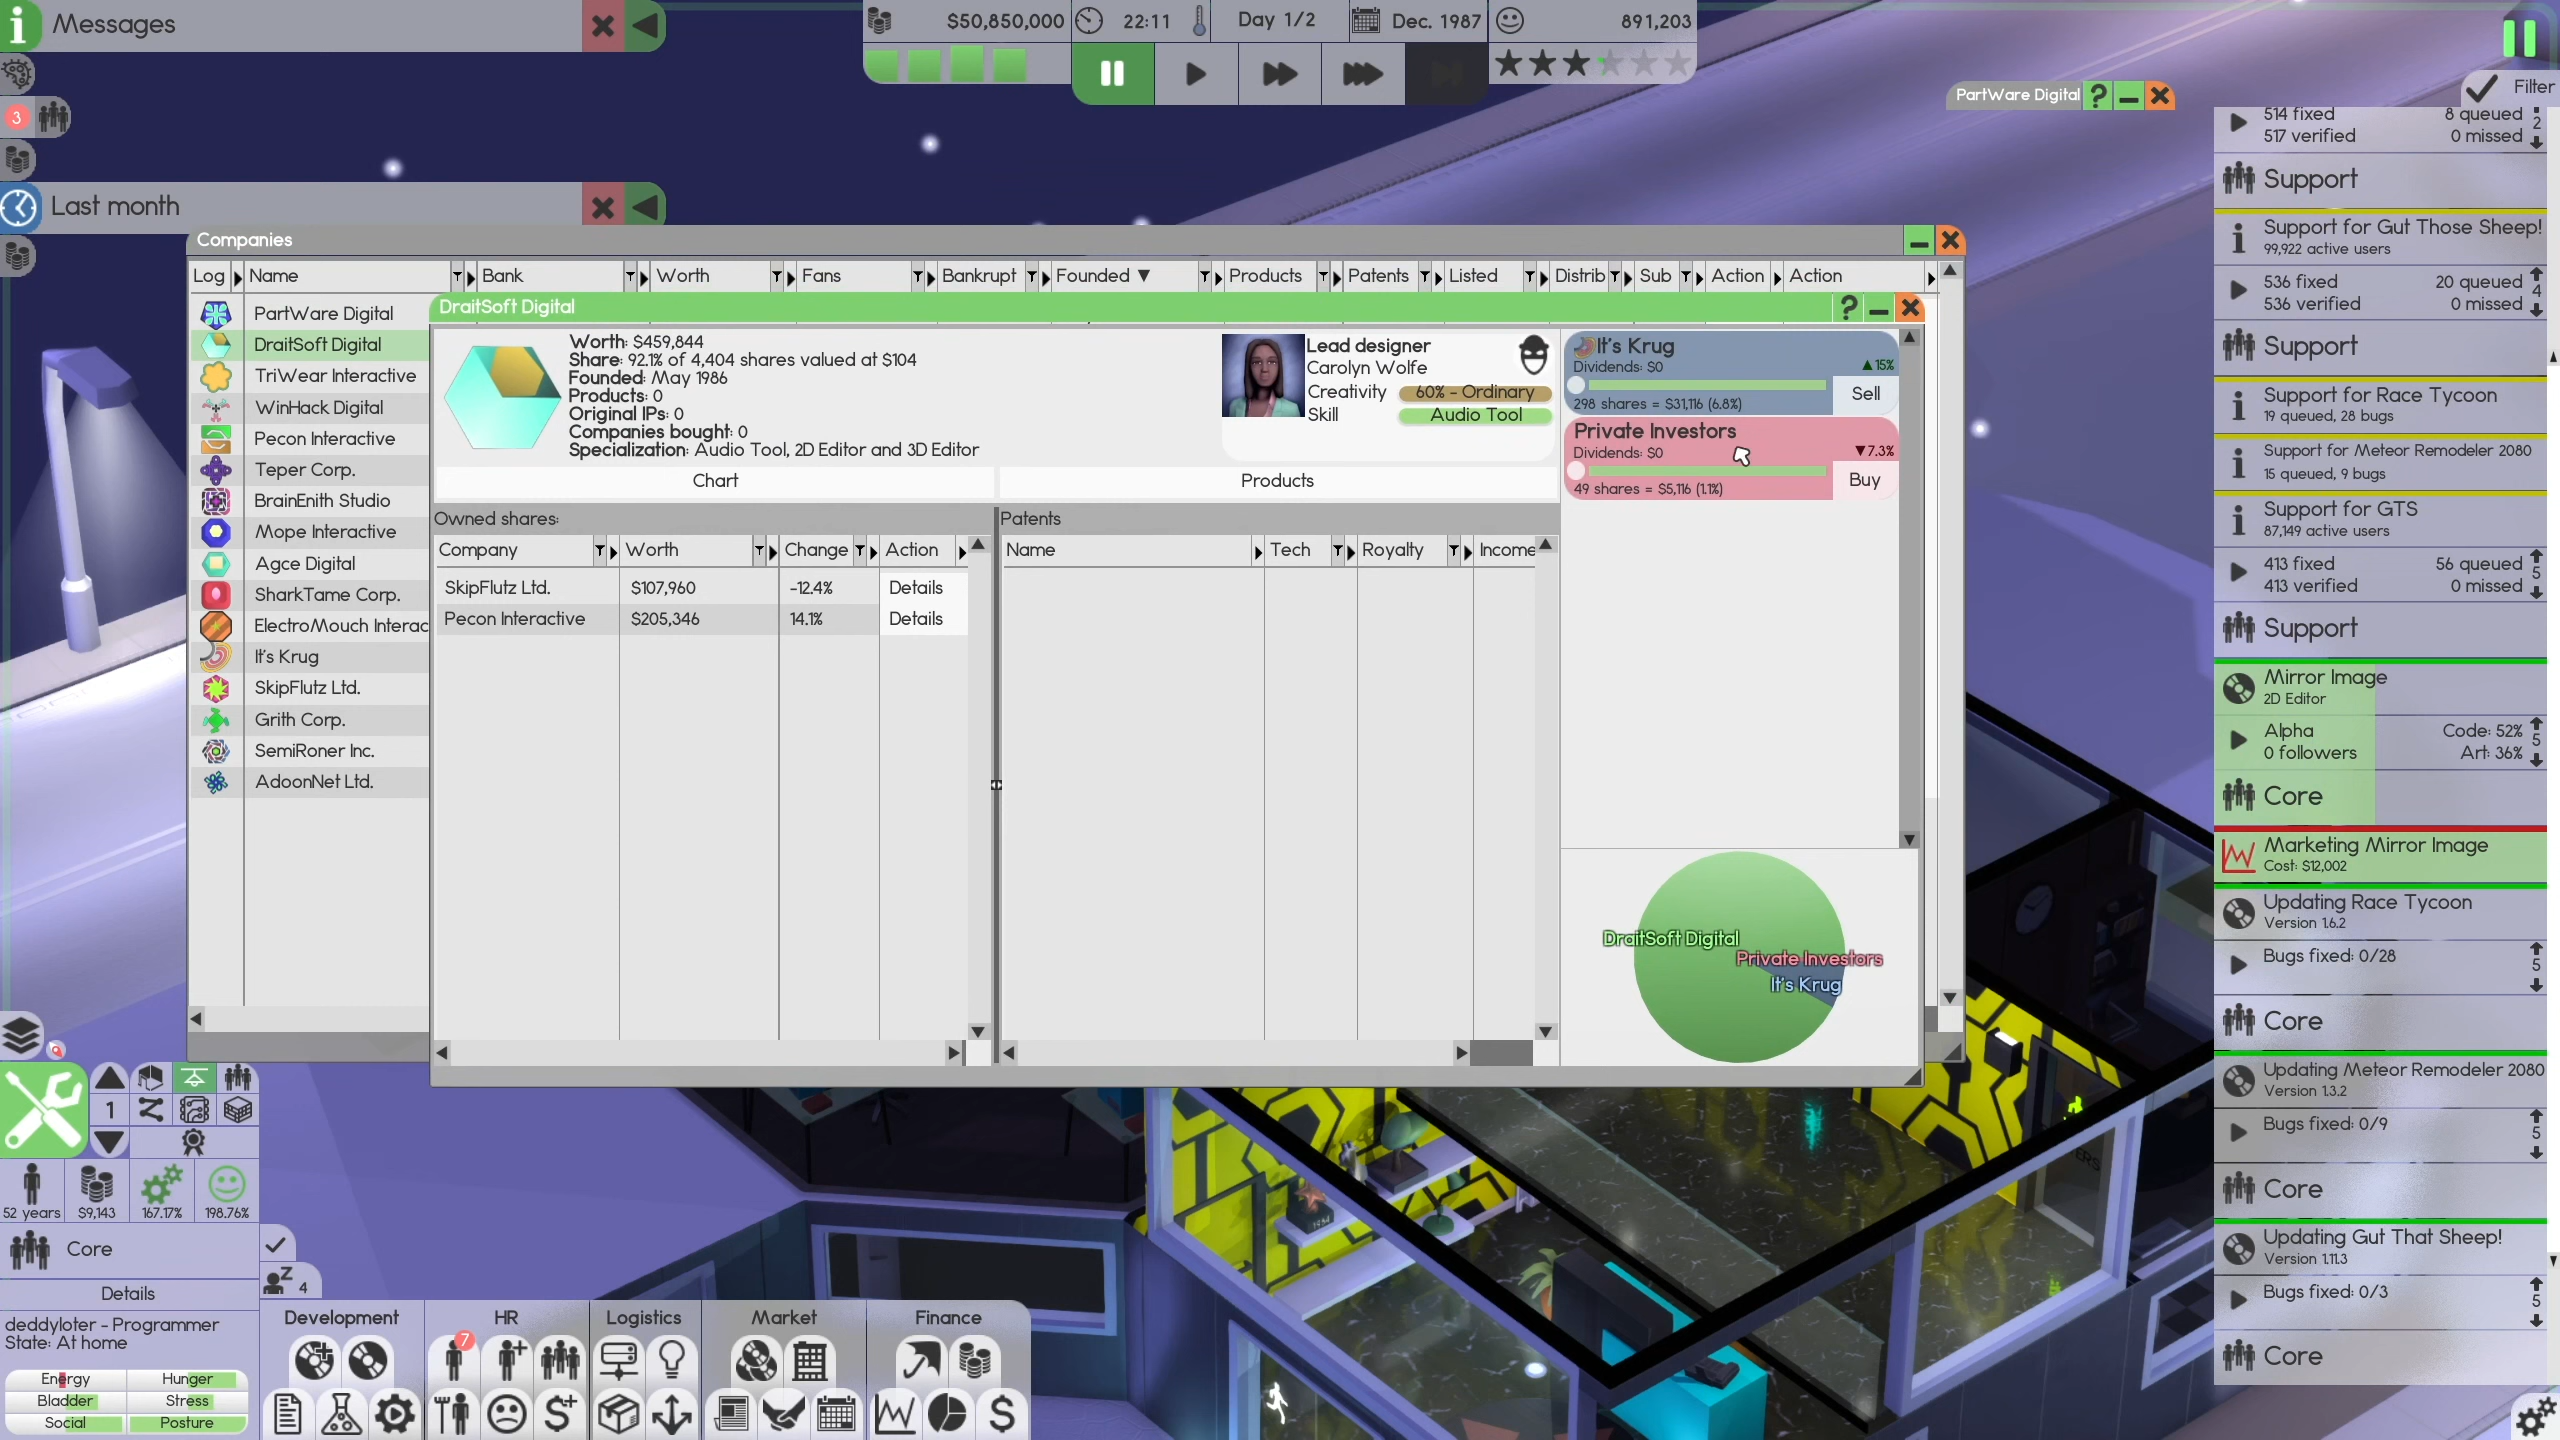 Messages
$50,850,000
22:11
Day 1/2
Dec. 1987
891,203
PartWare Digital
?
Filter
3
Last month
Companies
Log
Name
Bank
Worth
Fans
Bankrupt
Founded ▼
Products
Patents
Listed
Distrib
Sub
Action
Action
PartWare Digital
DraitSoft Digital
TriWear Interactive
WinHack Digital
Pecon Interactive
Teper Corp.
BrainEnith Studio
Mope Interactive
Agce Digital
SharkTame Corp.
ElectroMouch Interac
It's Krug
SkipFlutz Ltd.
Grith Corp.
SemiRoner Inc.
AdoonNet Ltd.
DraitSoft Digital
?
Worth: $459,844
Share: 92.1% of 4,404 shares valued at $104
Founded: May 1986
Products: 0
Original IPs: 0
Companies bought: 0
Specialization: Audio Tool, 2D Editor and 3D Editor
Lead designer
Carolyn Wolfe
Creativity
60% - Ordinary
Skill
Audio Tool
Chart
Products
Owned shares:
Company
Worth
Change
Action
SkipFlutz Ltd.
$107,960
-12.4%
Details
Pecon Interactive
$205,346
14.1%
Details
Patents
Name
Tech
Royalty
Income
It's Krug
Dividends: $0
▲15%
298 shares = $31,116 (6.8%)
Sell
Private Investors
Dividends: $0
▼7.3%
49 shares = $5,116 (1.1%)
Buy
DraitSoft Digital
Private Investors
It's Krug
514 fixed
8 queued
517 verified
0 missed
2
Support
Support for Gut Those Sheep!
99,922 active users
536 fixed
20 queued
536 verified
0 missed
4
Support
Support for Race Tycoon
19 queued, 28 bugs
Support for Meteor Remodeler 2080
15 queued, 9 bugs
Support for GTS
87,149 active users
413 fixed
56 queued
413 verified
0 missed
5
Support
Mirror Image
2D Editor
Alpha
Code: 52%
0 followers
Art: 36%
5
Core
Marketing Mirror Image
Cost: $12,002
Updating Race Tycoon
Version 1.6.2
Bugs fixed: 0/28
5
Core
Updating Meteor Remodeler 2080
Version 1.3.2
Bugs fixed: 0/9
5
Core
Updating Gut That Sheep!
Version 1.11.3
Bugs fixed: 0/3
5
Core
1
52 years
$9,143
167.17%
198.76%
Core
Details
deddyloter - Programmer
State: At home
Energy
Hunger
Bladder
Stress
Social
Posture
4
Development
HR
Logistics
Market
Finance
7